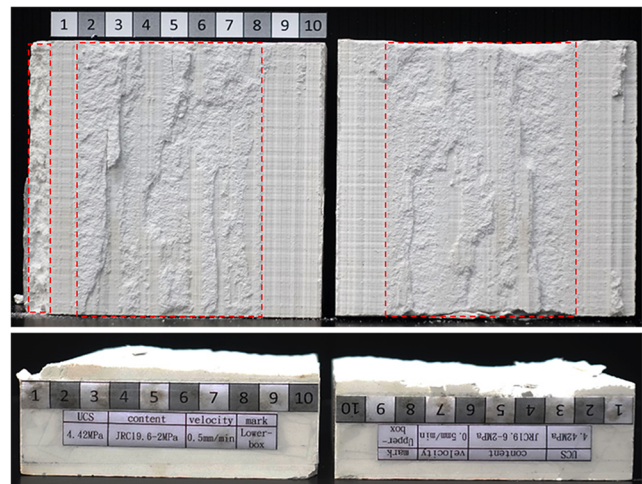 1 2 3 4 5 6 7 8 9 10
1 2 3 4 5 6 7 8 9 10
UCS content velocity mark
4.42MPa JRC19.6-2MPa 0.5mm/min Lower-
box
1 2 3 4 5 6 7 8 9 10
UCS content velocity mark
4.42MPa JRC19.6-2MPa 0.5mm/min Upper-
box